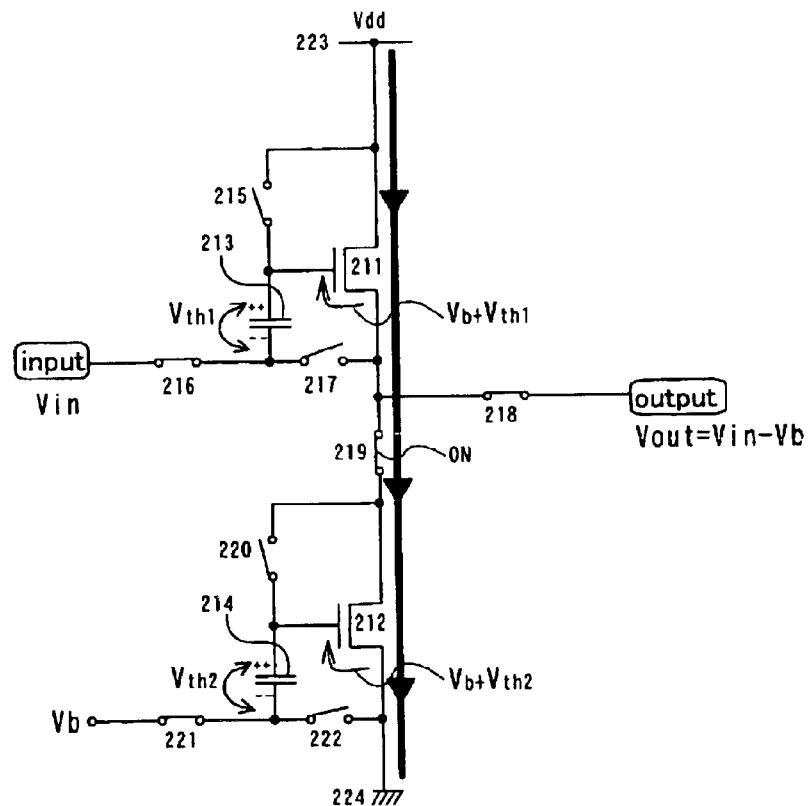 Vdd
223
215
213
211
Vth1
++
--
Vb+Vth1
input
Vin
216
217
218
output
Vout=Vin-Vb
219
ON
220
214
212
Vth2
++
--
Vb+Vth2
Vb
221
222
224